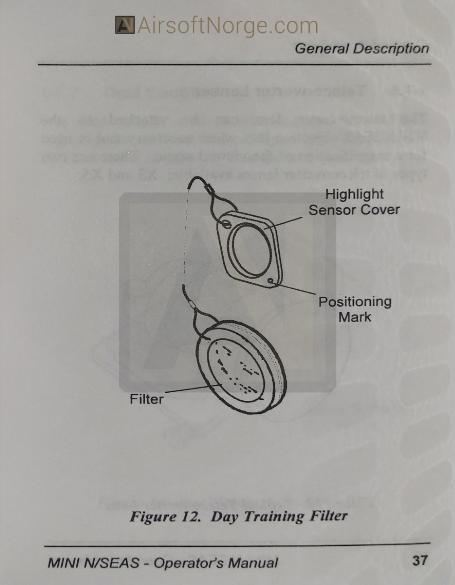 AirsoftNorge.com
General Description
Highlight
Sensor Cover
Positioning
Mark
Filter
Figure 12. Day Training Filter
MINI N/SEAS - Operator's Manual
37